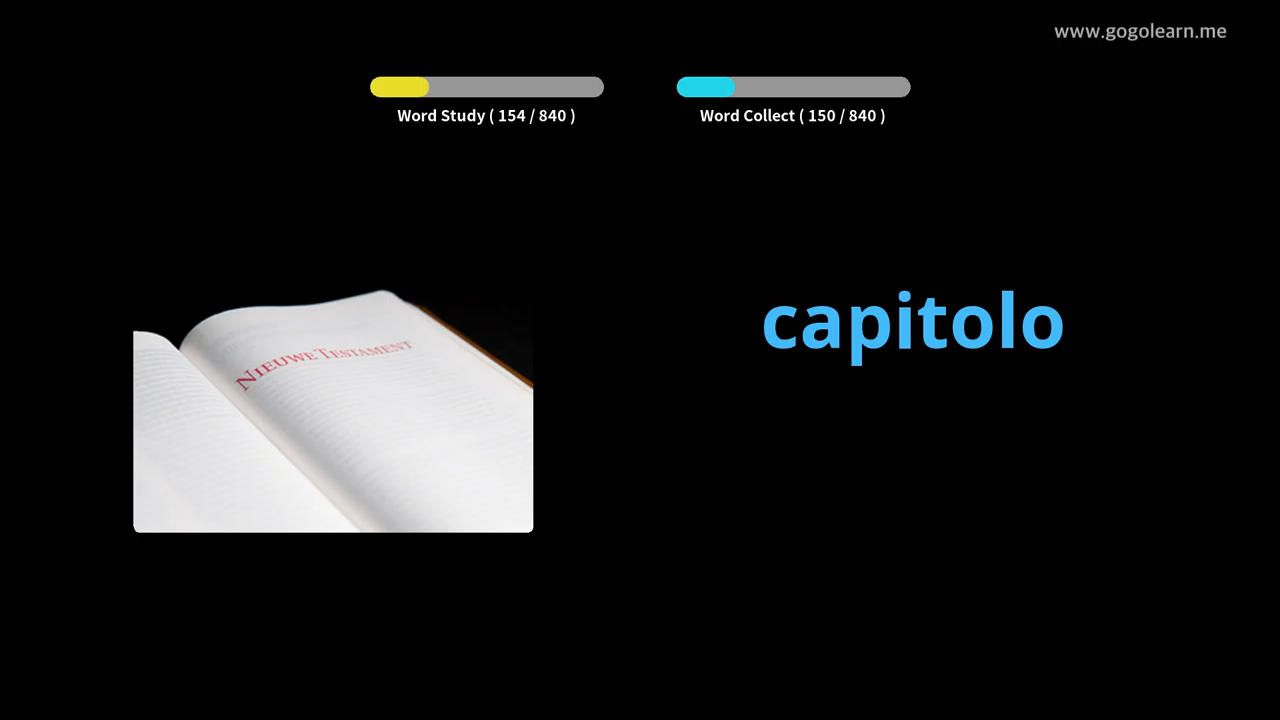 www.gogolearn.me
Word Study ( 154 / 840 )
Word Collect ( 150 / 840 )
NIEUWE TESTAMENT
capitolo